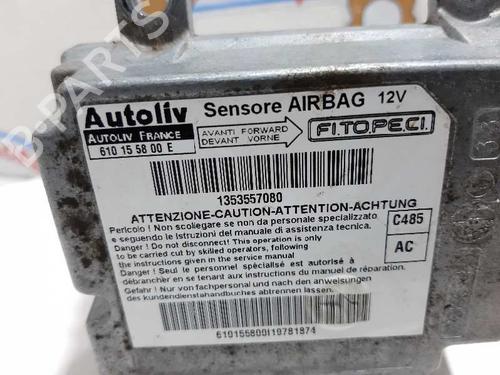 Autoliv Sensore AIRBAG 12V
AUTOLIV FRANCE
610 15 58 00 E
AVANTI FORWARD
DEVANT VORNE
FI.TO.PE.CI.
1353557080
ATTENZIONE-CAUTION-ATTENTION-ACHTUNG
Pericolo ! Non scollegare se non da personale specializzato
e seguendo le istruzioni del manuale di assistenza tecnica.
Danger ! Do not disconnect! This operation is only
to be carried out by skilled personnel, following
the instructions given in the service manual
Danger ! Seul le personnel spécialisé est autorisé à
débrancher en se tenant aux instructions du manuel de réparation.
Gefahr ! Nur von fachpersonal und nach den anweisungen
des kundendiensthandbuches abtrennen lassen.
C485
AC
610155800I19781874